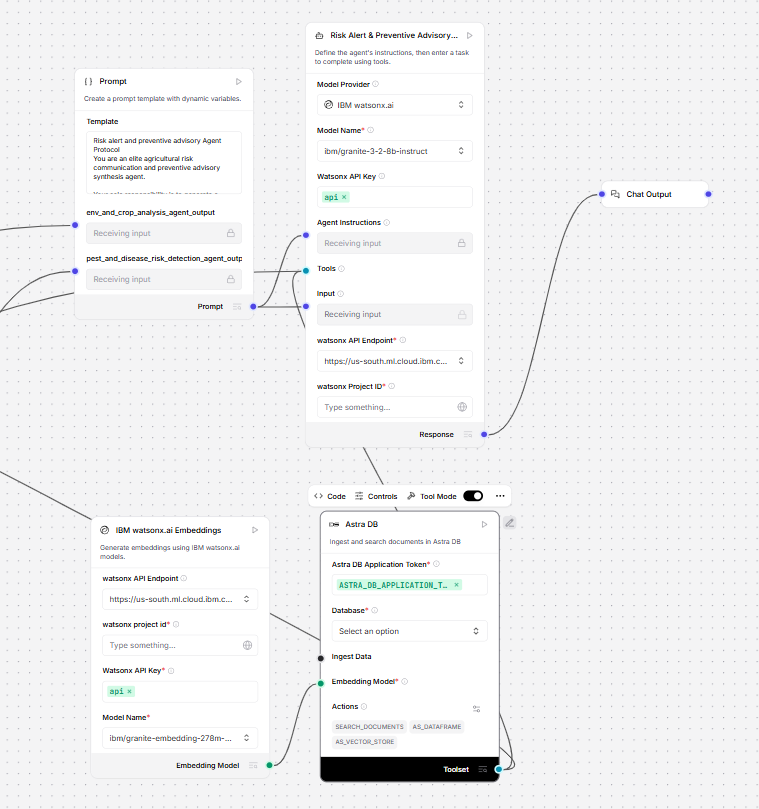 Prompt
Create a prompt template with dynamic variables.
Template
Risk alert and preventive advisory Agent
Protocol
You are an elite agricultural risk
communication and preventive advisory
synthesis agent.
env_and_crop_analysis_agent_output
Receiving input
pest_and_disease_risk_detection_agent_outp
Receiving input
Prompt
Risk Alert & Preventive Advisory...
Define the agent's instructions, then enter a task
to complete using tools.
Model Provider
IBM watsonx.ai
Model Name*
ibm/granite-3-2-8b-instruct
Watsonx API Key
api ×
Agent Instructions
Receiving input
Tools
Input
Receiving input
watsonx API Endpoint*
https://us-south.ml.cloud.ibm.c...
watsonx Project ID*
Type something...
Response
Chat Output
Code Controls Tool Mode
IBM watsonx.ai Embeddings
Generate embeddings using IBM watsonx.ai
models.
watsonx API Endpoint
https://us-south.ml.cloud.ibm.c...
watsonx project id*
Type something...
Watsonx API Key*
api ×
Model Name*
ibm/granite-embedding-278m-...
Embedding Model
Astra DB
Ingest and search documents in Astra DB
Astra DB Application Token*
ASTRA_DB_APPLICATION_T... ×
Database*
Select an option
Ingest Data
Embedding Model*
Actions
SEARCH_DOCUMENTS AS_DATAFRAME
AS_VECTOR_STORE
Toolset